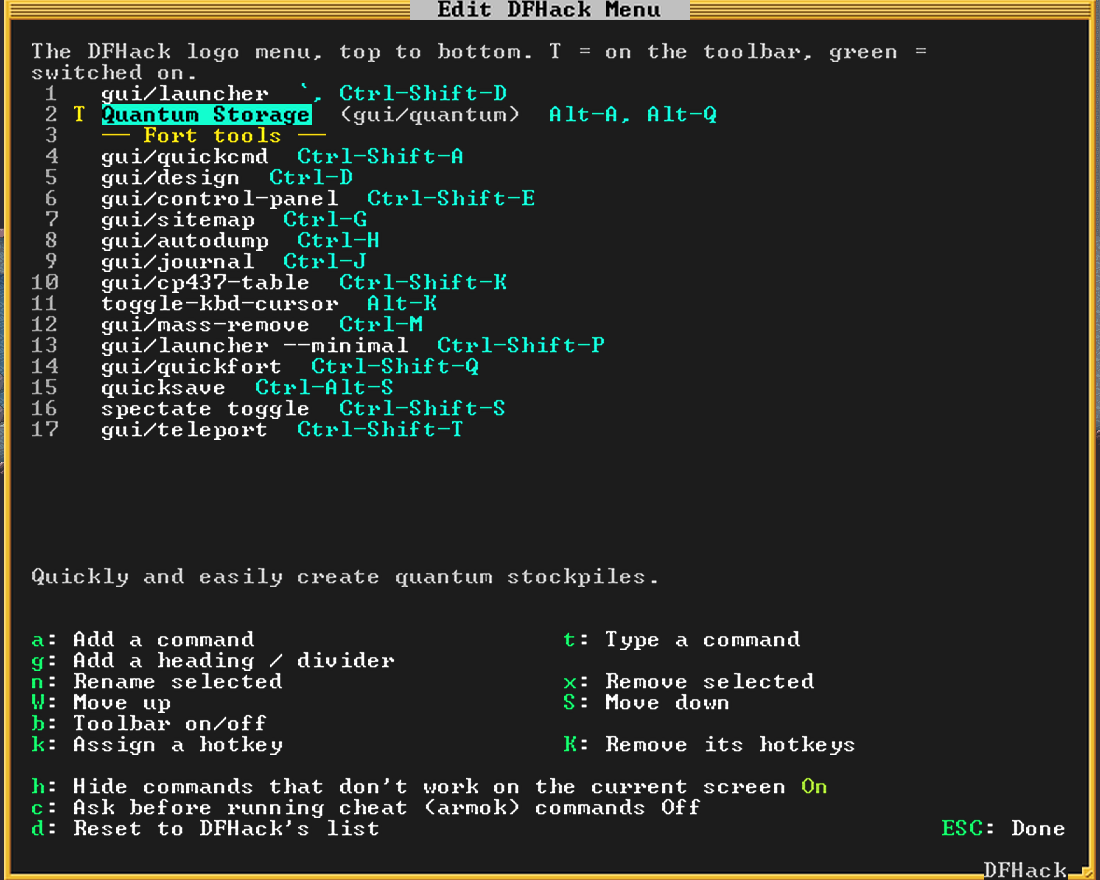 Edit DFHack Menu
The DFHack logo menu, top to bottom. T = on the toolbar, green =
switched on.
1 gui/launcher `, Ctrl-Shift-D
2 T Quantum Storage (gui/quantum) Alt-A, Alt-Q
3 —— Fort tools ——
4 gui/quickcmd Ctrl-Shift-A
5 gui/design Ctrl-D
6 gui/control-panel Ctrl-Shift-E
7 gui/sitemap Ctrl-G
8 gui/autodump Ctrl-H
9 gui/journal Ctrl-J
10 gui/cp437-table Ctrl-Shift-K
11 toggle-kbd-cursor Alt-K
12 gui/mass-remove Ctrl-M
13 gui/launcher --minimal Ctrl-Shift-P
14 gui/quickfort Ctrl-Shift-Q
15 quicksave Ctrl-Alt-S
16 spectate toggle Ctrl-Shift-S
17 gui/teleport Ctrl-Shift-T
Quickly and easily create quantum stockpiles.
a: Add a command t: Type a command
g: Add a heading / divider
n: Rename selected x: Remove selected
W: Move up S: Move down
b: Toolbar on/off
k: Assign a hotkey K: Remove its hotkeys
h: Hide commands that don't work on the current screen On
c: Ask before running cheat (armok) commands Off
d: Reset to DFHack's list ESC: Done
DFHack